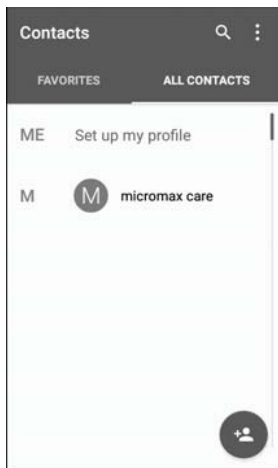 Contacts
FAVORITES ALL CONTACTS
ME Set up my profile
M M micromax care